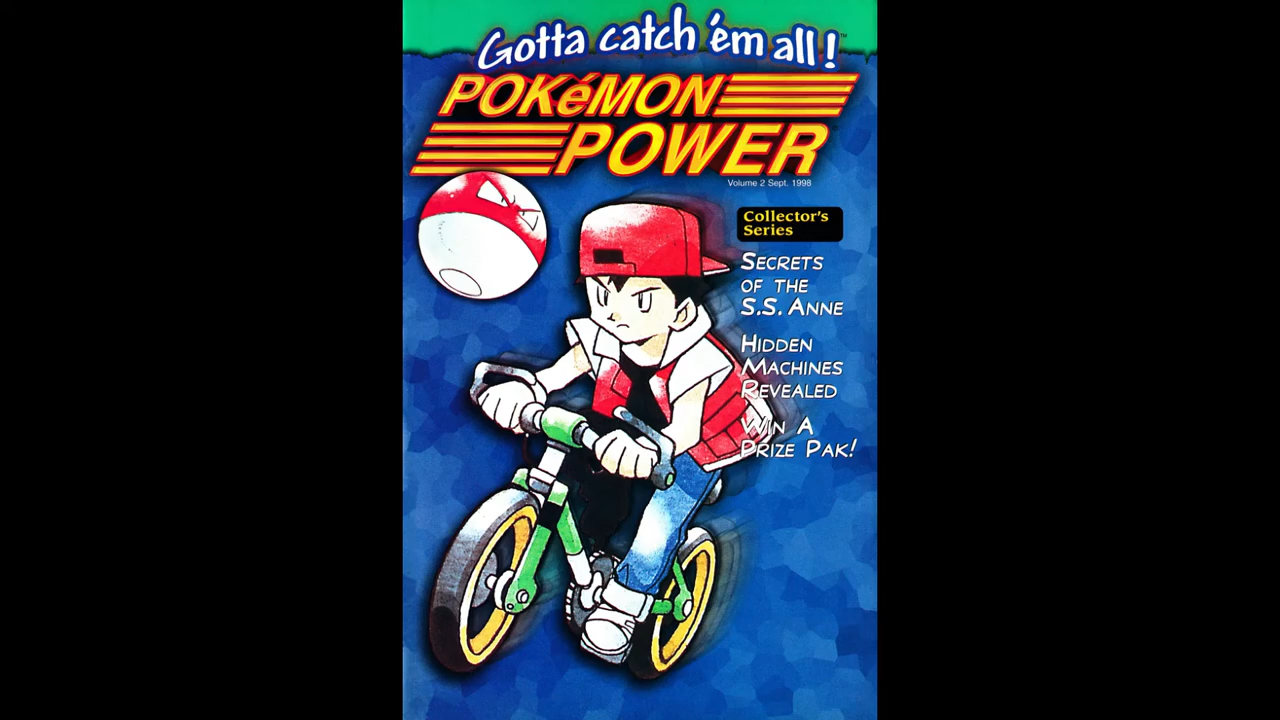 Gotta catch 'em all!™
POKéMON
POWER
Volume 2 Sept. 1998
Collector's
Series
SECRETS
OF THE
S.S. ANNE
HIDDEN
MACHINES
REVEALED
WIN A
PRIZE PAK!